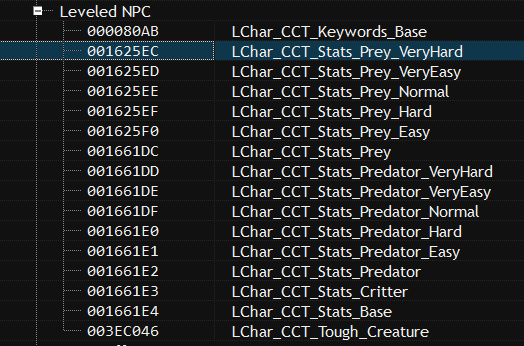 Leveled NPC
000080AB LChar_CCT_Keywords_Base
001625EC LChar_CCT_Stats_Prey_VeryHard
001625ED LChar_CCT_Stats_Prey_VeryEasy
001625EE LChar_CCT_Stats_Prey_Normal
001625EF LChar_CCT_Stats_Prey_Hard
001625F0 LChar_CCT_Stats_Prey_Easy
001661DC LChar_CCT_Stats_Prey
001661DD LChar_CCT_Stats_Predator_VeryHard
001661DE LChar_CCT_Stats_Predator_VeryEasy
001661DF LChar_CCT_Stats_Predator_Normal
001661E0 LChar_CCT_Stats_Predator_Hard
001661E1 LChar_CCT_Stats_Predator_Easy
001661E2 LChar_CCT_Stats_Predator
001661E3 LChar_CCT_Stats_Critter
001661E4 LChar_CCT_Stats_Base
003EC046 LChar_CCT_Tough_Creature